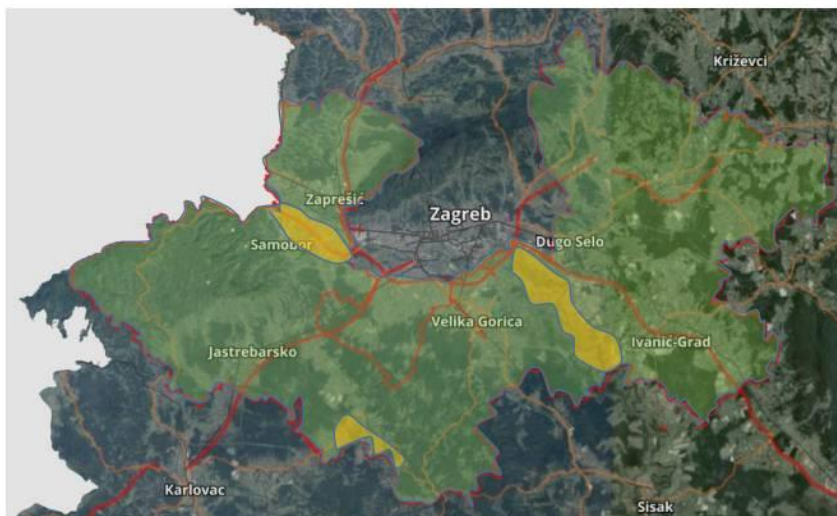 Križevci
Zaprešić
Zagreb
Samobor
Dugo Selo
Velika Gorica
Ivanić-Grad
Jastrebarsko
Karlovac
Sisak